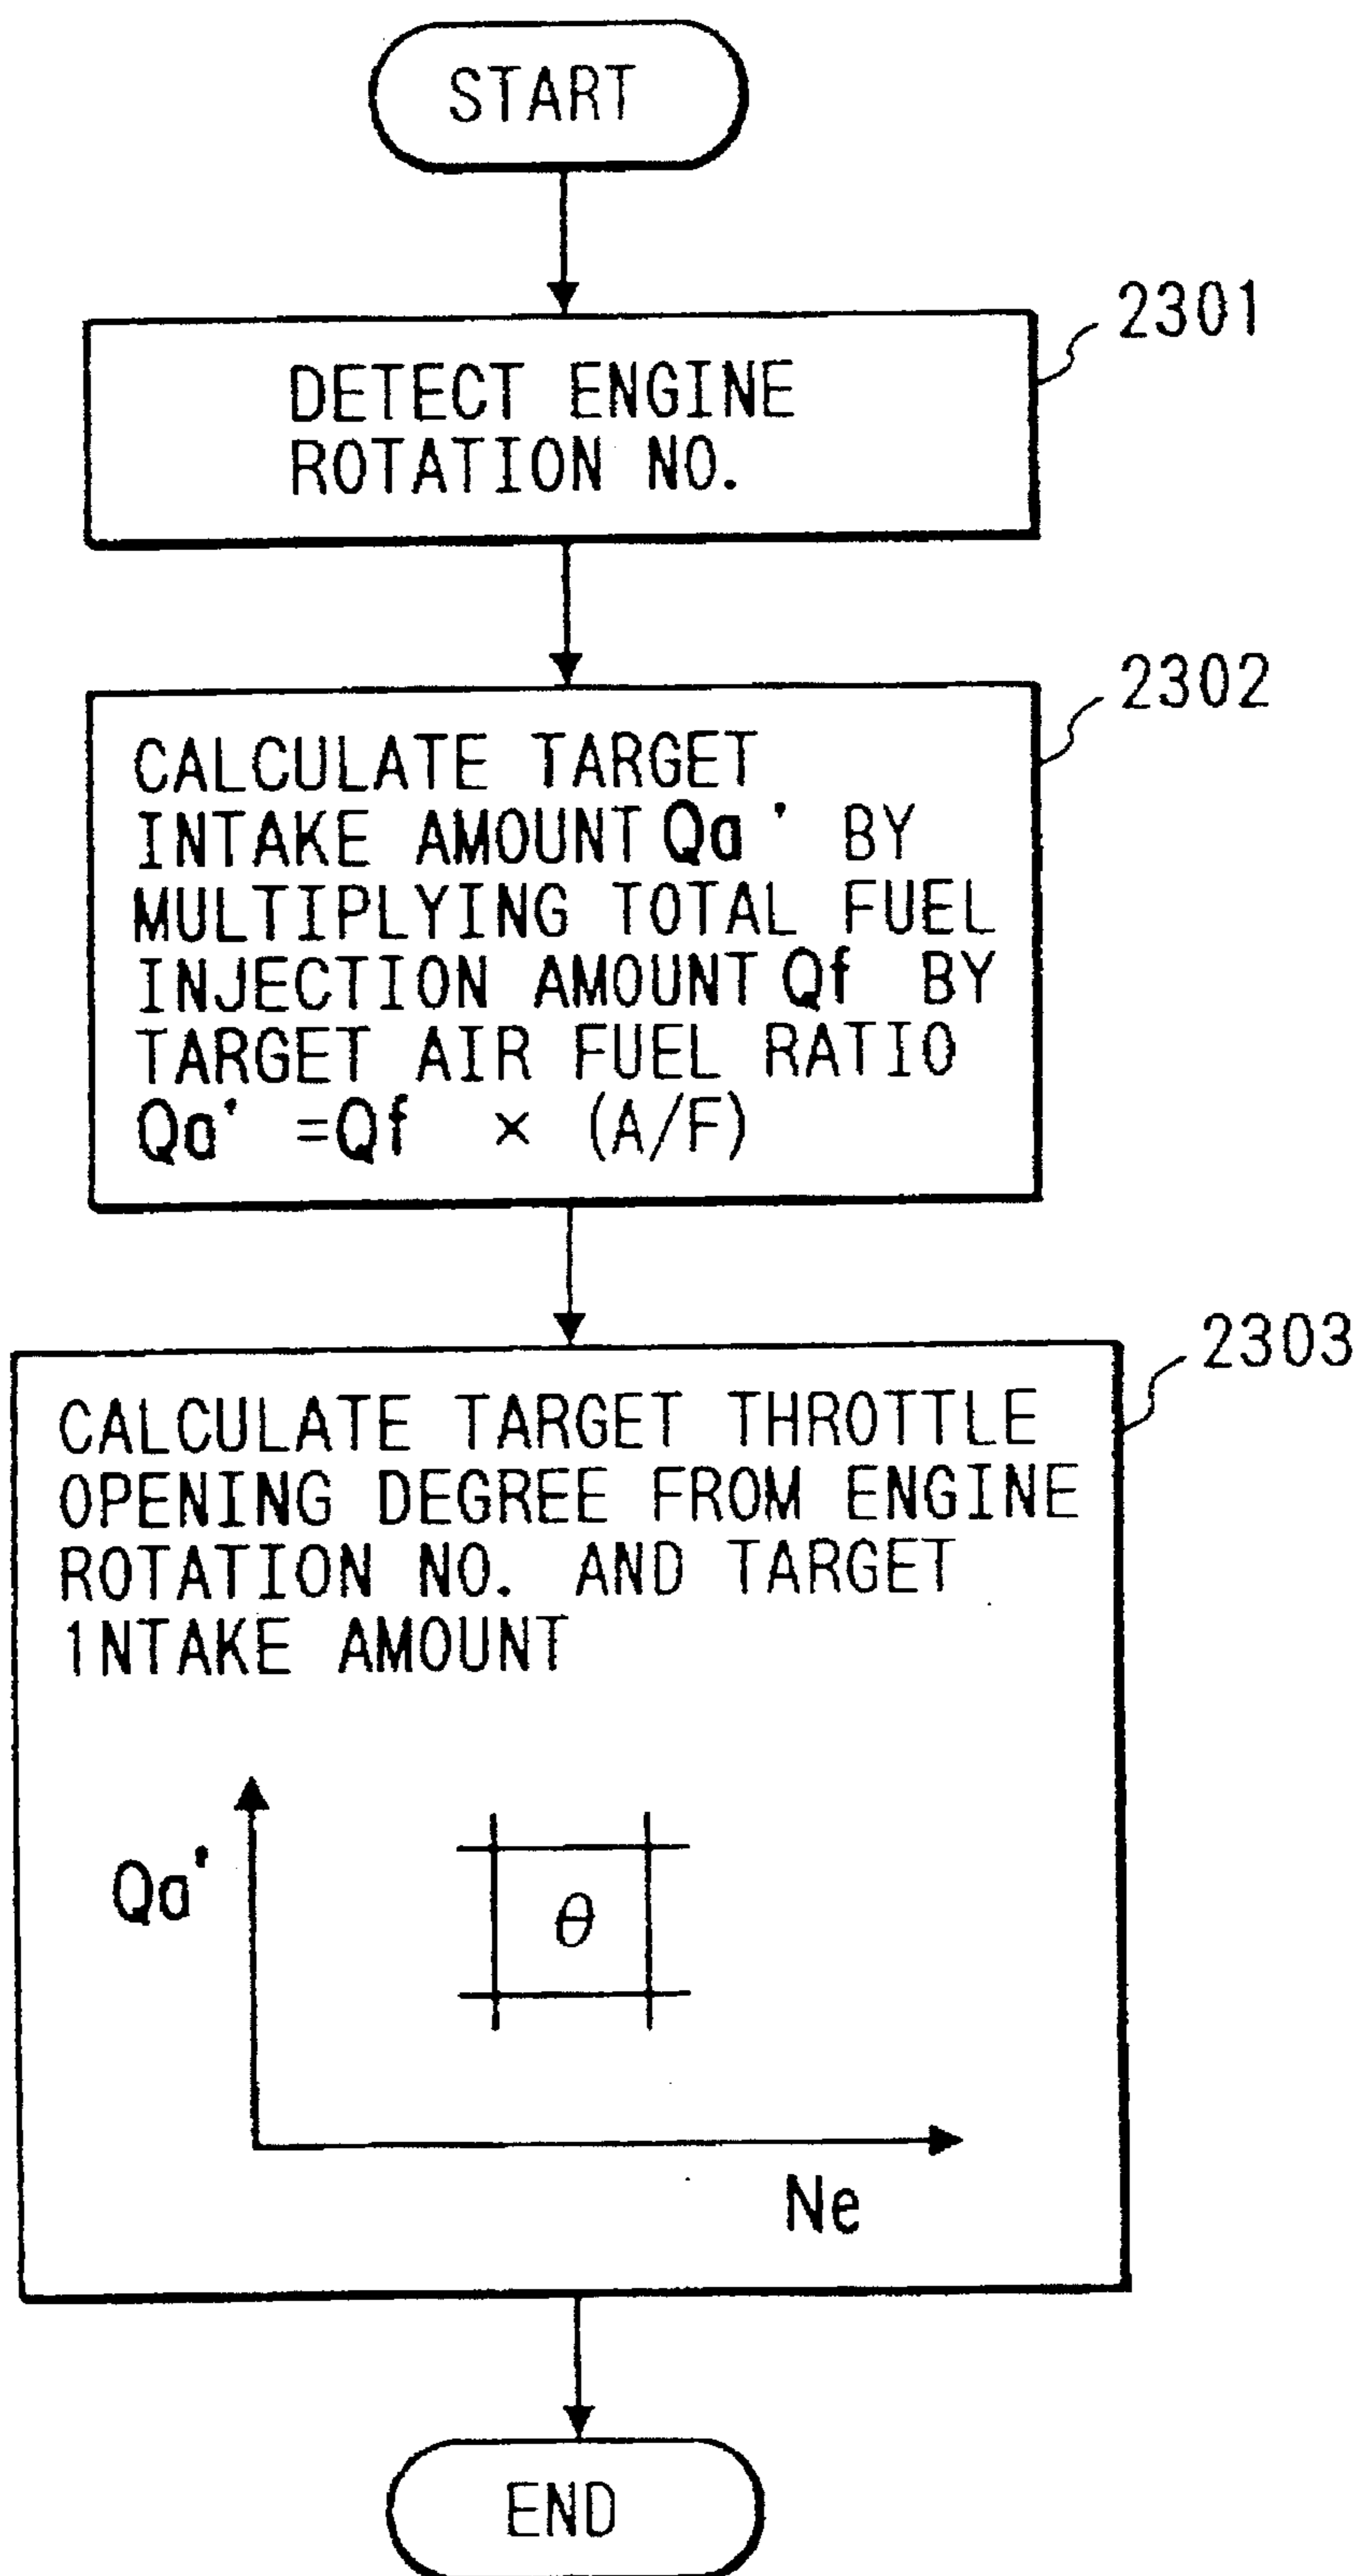 START
2301
DETECT ENGINE
ROTATION NO.
2302
CALCULATE TARGET
INTAKE AMOUNT Qa' BY
MULTIPLYING TOTAL FUEL
INJECTION AMOUNT Qf BY
TARGET AIR FUEL RATIO
Qa' =Qf × (A/F)
2303
CALCULATE TARGET THROTTLE
OPENING DEGREE FROM ENGINE
ROTATION NO. AND TARGET
1NTAKE AMOUNT
Qa'
θ
Ne
END